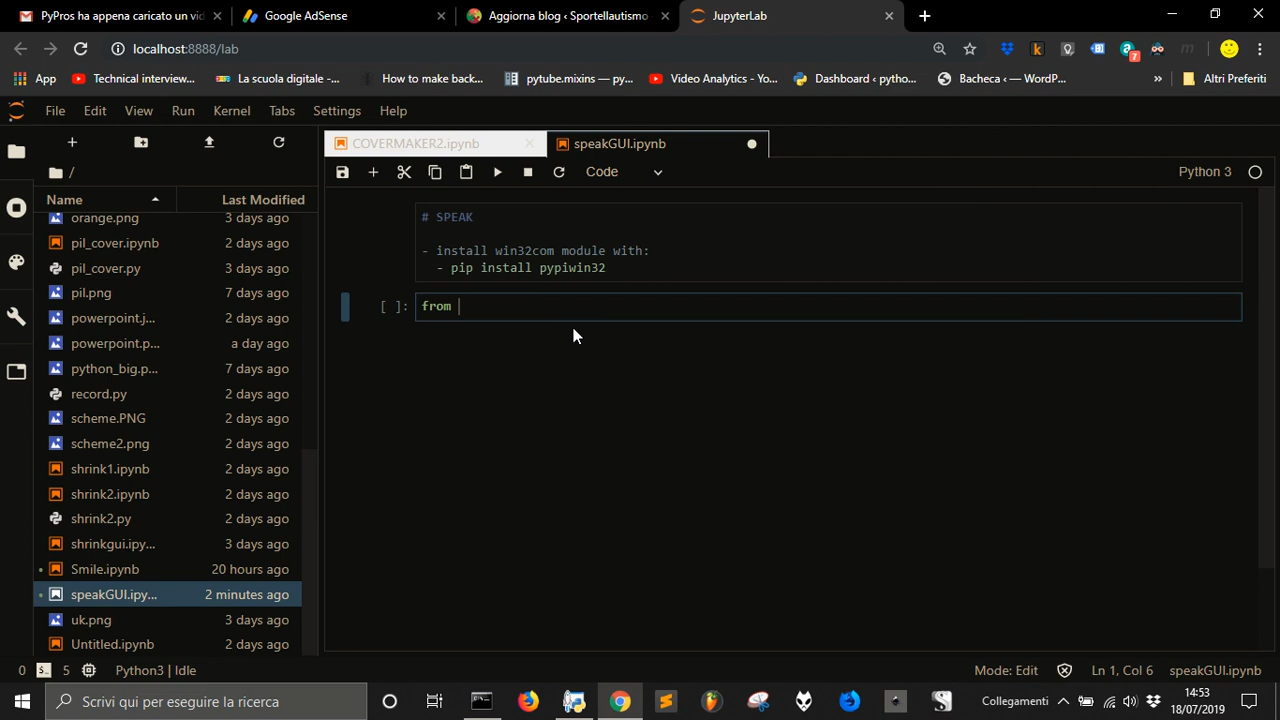 PyPros ha appena caricato un vid
Google AdSense
Aggiorna blog ‹ Sportellautismo
JupyterLab
localhost:8888/lab
7
App
Technical interview...
La scuola digitale -...
How to make back...
pytube.mixins — py...
Video Analytics - Yo...
Dashboard ‹ pytho...
Bacheca ‹ — WordP...
»
Altri Preferiti
File Edit View Run Kernel Tabs Settings Help
COVERMAKER2.ipynb
speakGUI.ipynb
/
Code
Python 3
Name Last Modified
orange.png 3 days ago
pil_cover.ipynb 2 days ago
pil_cover.py 3 days ago
pil.png 7 days ago
powerpoint.j... 2 days ago
powerpoint.p... a day ago
python_big.p... 7 days ago
record.py 2 days ago
scheme.PNG 2 days ago
scheme2.png 2 days ago
shrink1.ipynb 2 days ago
shrink2.ipynb 2 days ago
shrink2.py 2 days ago
shrinkgui.ipy... 3 days ago
Smile.ipynb 20 hours ago
speakGUI.ipy... 2 minutes ago
uk.png 3 days ago
Untitled.ipynb 2 days ago
# SPEAK
- install win32com module with:
- pip install pypiwin32
[ ]: from
0 5 Python3 | Idle
Mode: Edit Ln 1, Col 6 speakGUI.ipynb
Scrivi qui per eseguire la ricerca
Collegamenti
4:53
18/07/2019